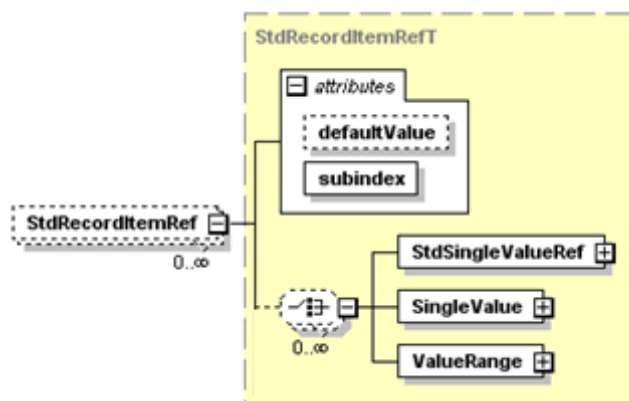 StdRecordItemRefT
attributes
defaultValue
subindex
StdRecordItemRef
0..∞
StdSingleValueRef
SingleValue
0..∞
ValueRange